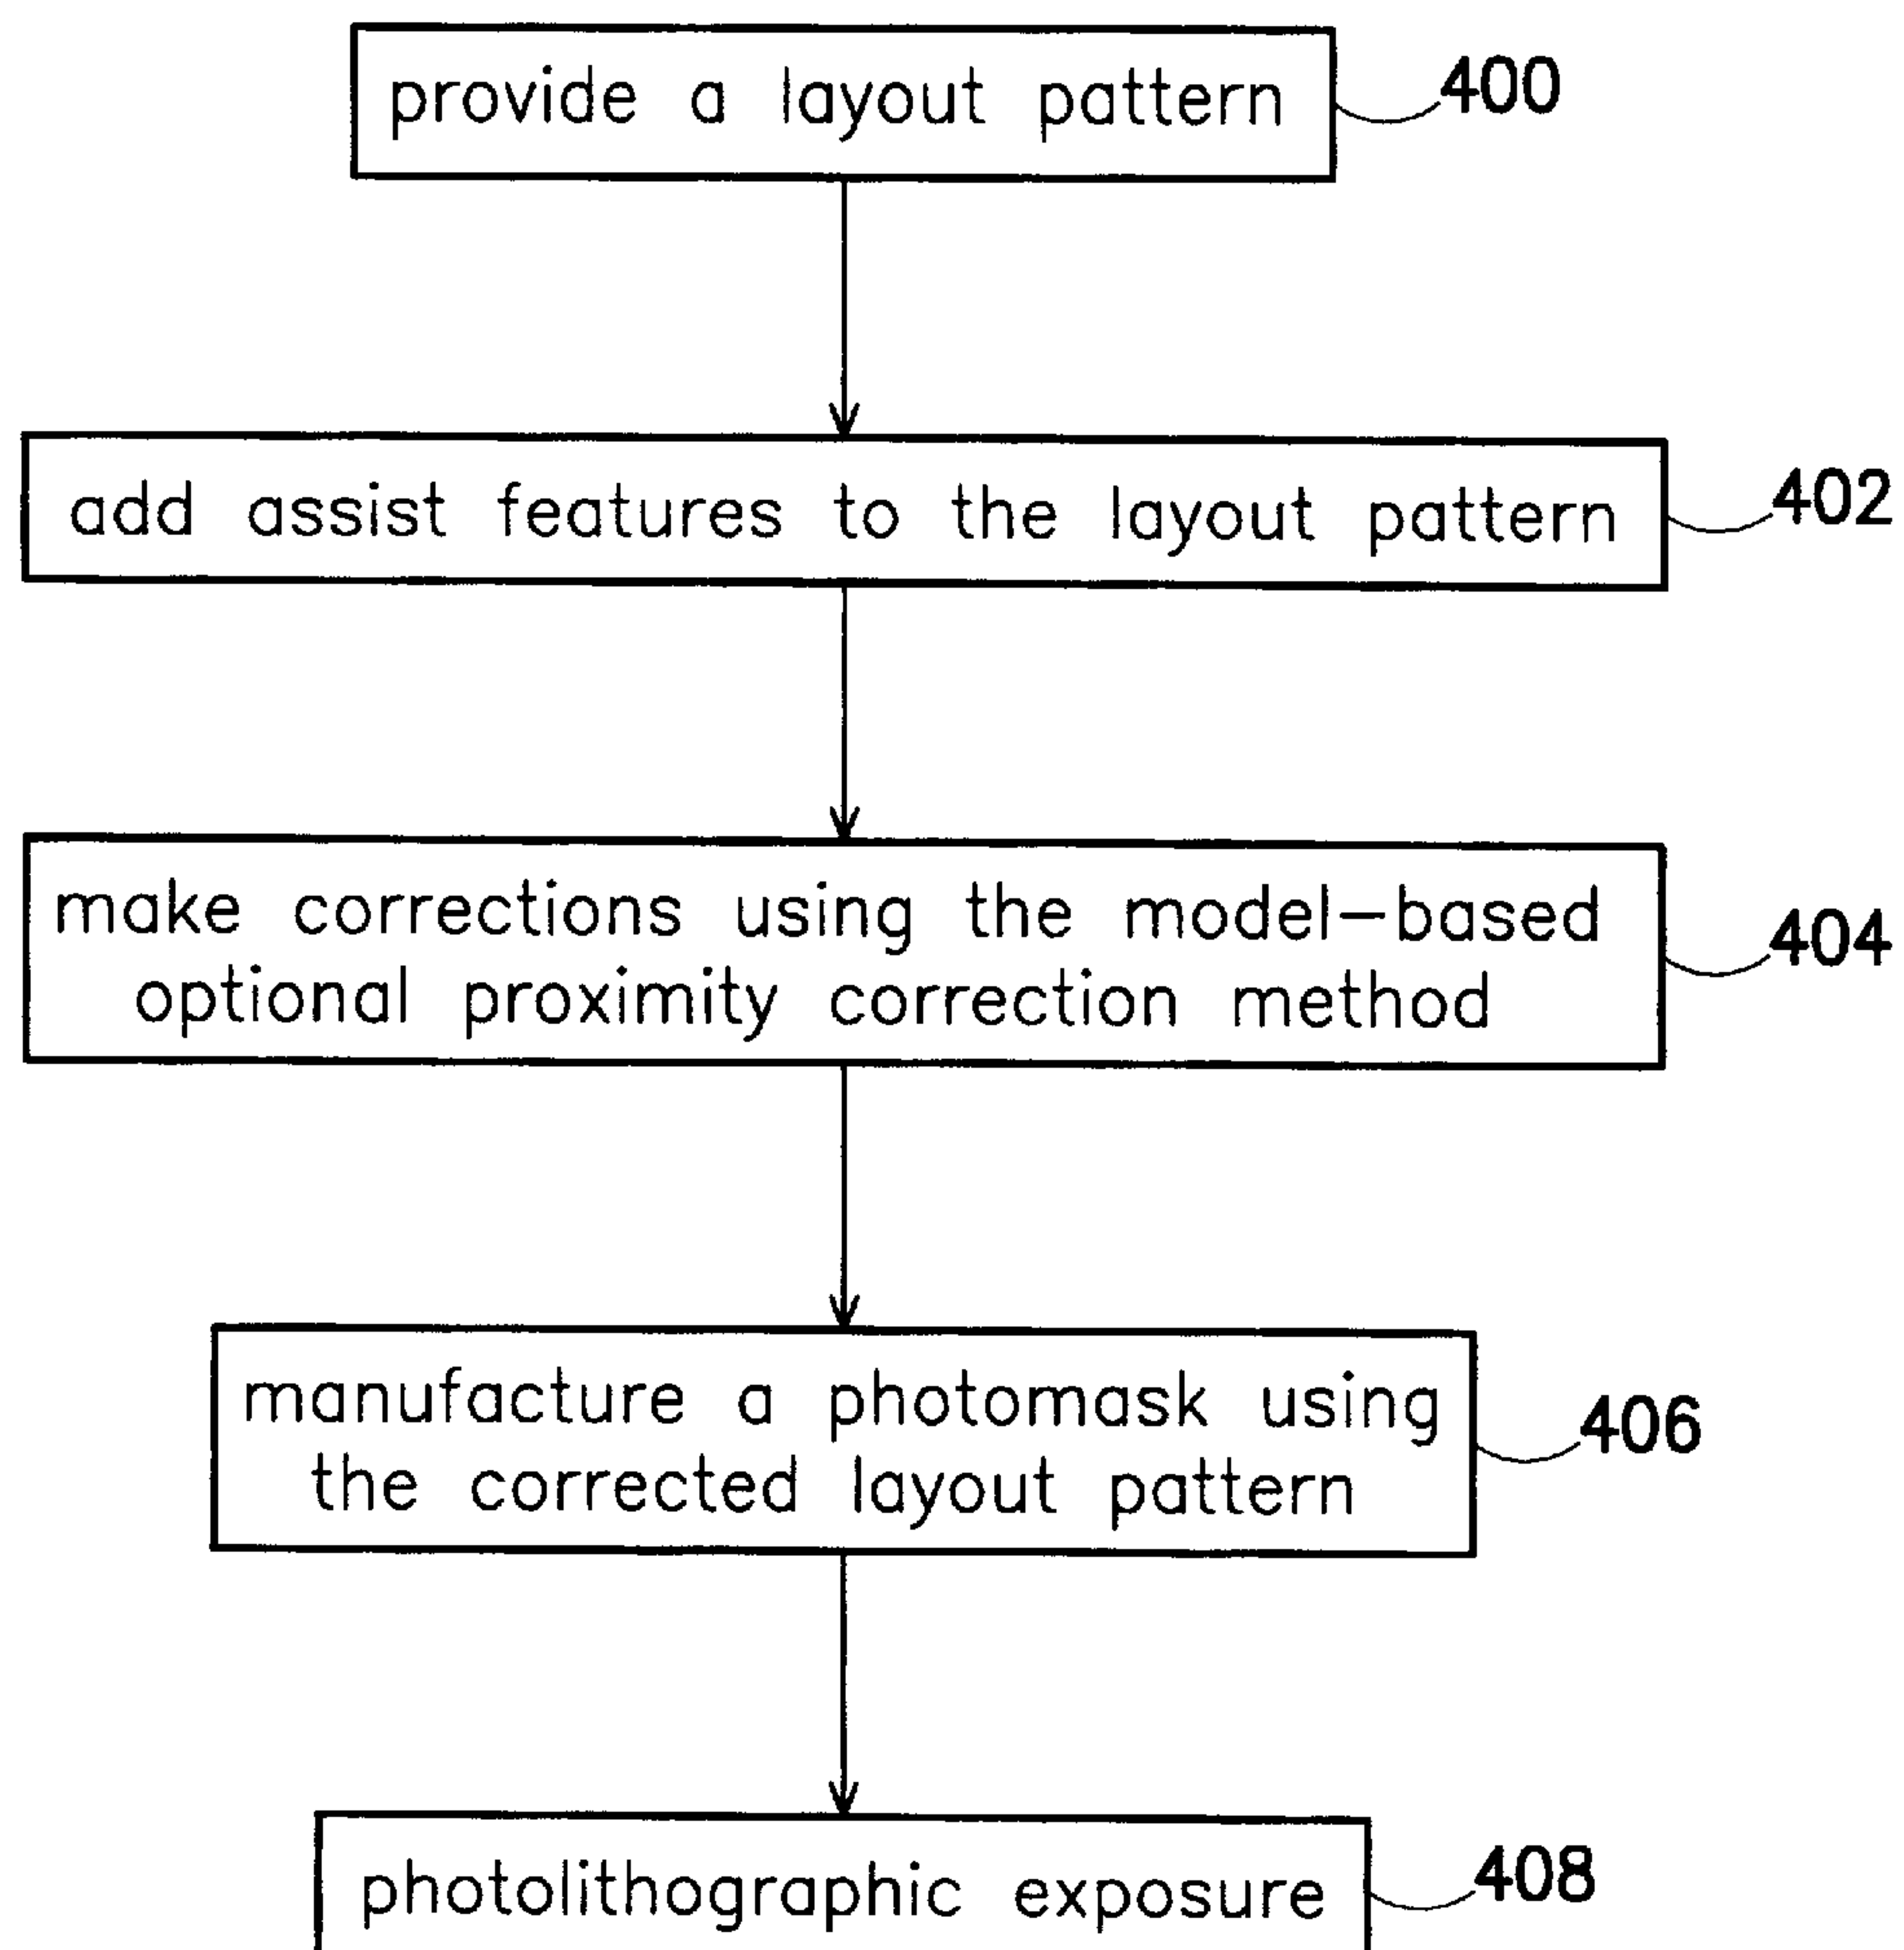 provide a layout pattern 400
add assist features to the layout pattern 402
make corrections using the model-based
optional proximity correction method
404
manufacture a photomask using
the corrected layout pattern
406
photolithographic exposure 408